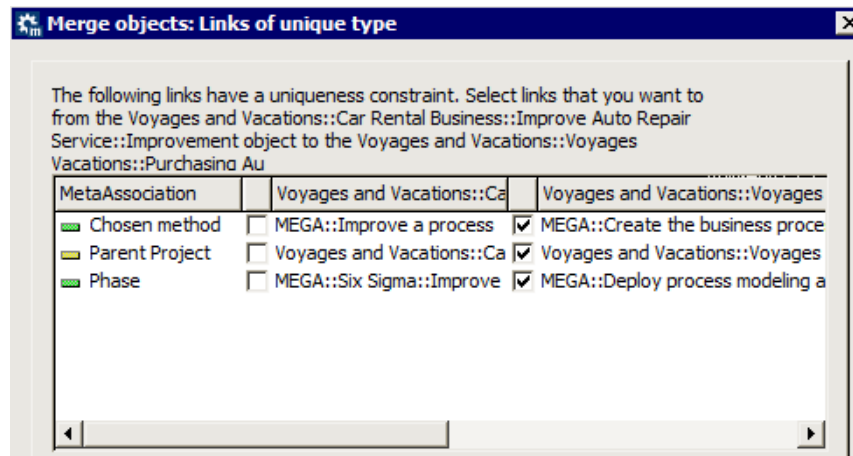 Merge objects: Links of unique type
The following links have a uniqueness constraint. Select links that you want to
from the Voyages and Vacations::Car Rental Business::Improve Auto Repair
Service::Improvement object to the Voyages and Vacations::Voyages
Vacations::Purchasing Au
MetaAssociation Voyages and Vacations::Ca Voyages and Vacations::Voyages
Chosen method MEGA::Improve a process MEGA::Create the business proce
Parent Project Voyages and Vacations::Ca Voyages and Vacations::Voyages
Phase MEGA::Six Sigma::Improve MEGA::Deploy process modeling a